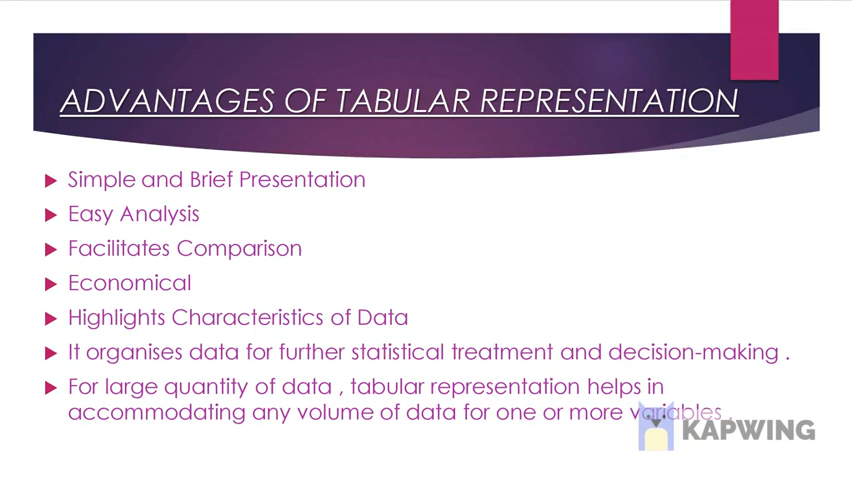 ADVANTAGES OF TABULAR REPRESENTATION
Simple and Brief Presentation
Easy Analysis
Facilitates Comparison
Economical
Highlights Characteristics of Data
It organises data for further statistical treatment and decision-making .
For large quantity of data , tabular representation helps in
accommodating any volume of data for one or more variables .
KAPWING